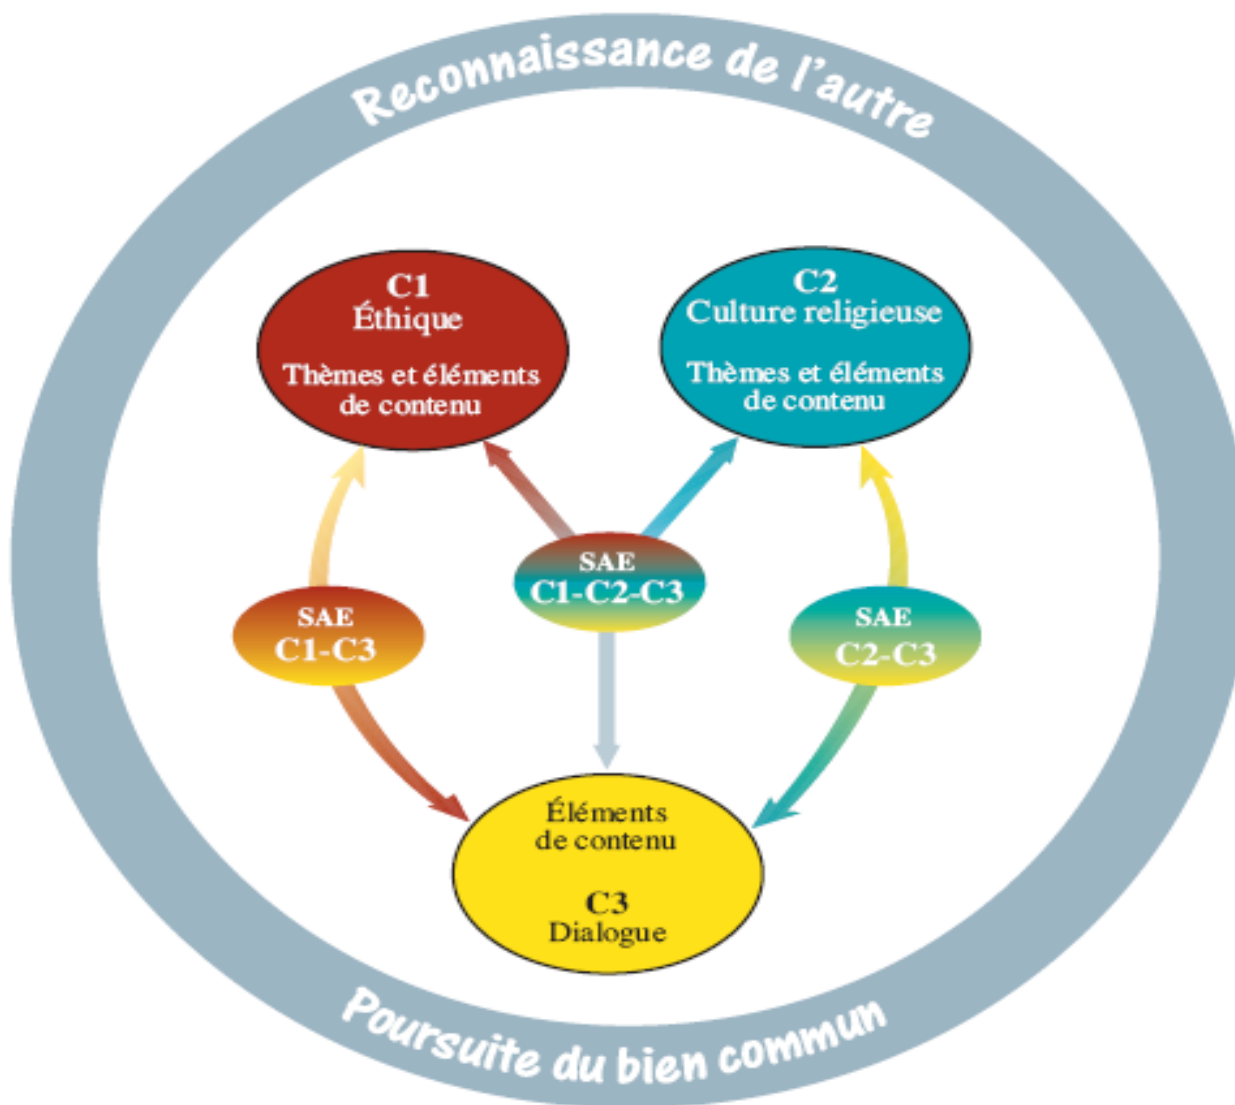 Reconnaissance de l'autre
C1
Éthique
Thèmes et éléments
de contenu
C2
Culture religieuse
Thèmes et éléments
de contenu
SAE
C1-C2-C3
SAE
C1-C3
SAE
C2-C3
Éléments
de contenu
C3
Dialogue
Poursuite du bien commun